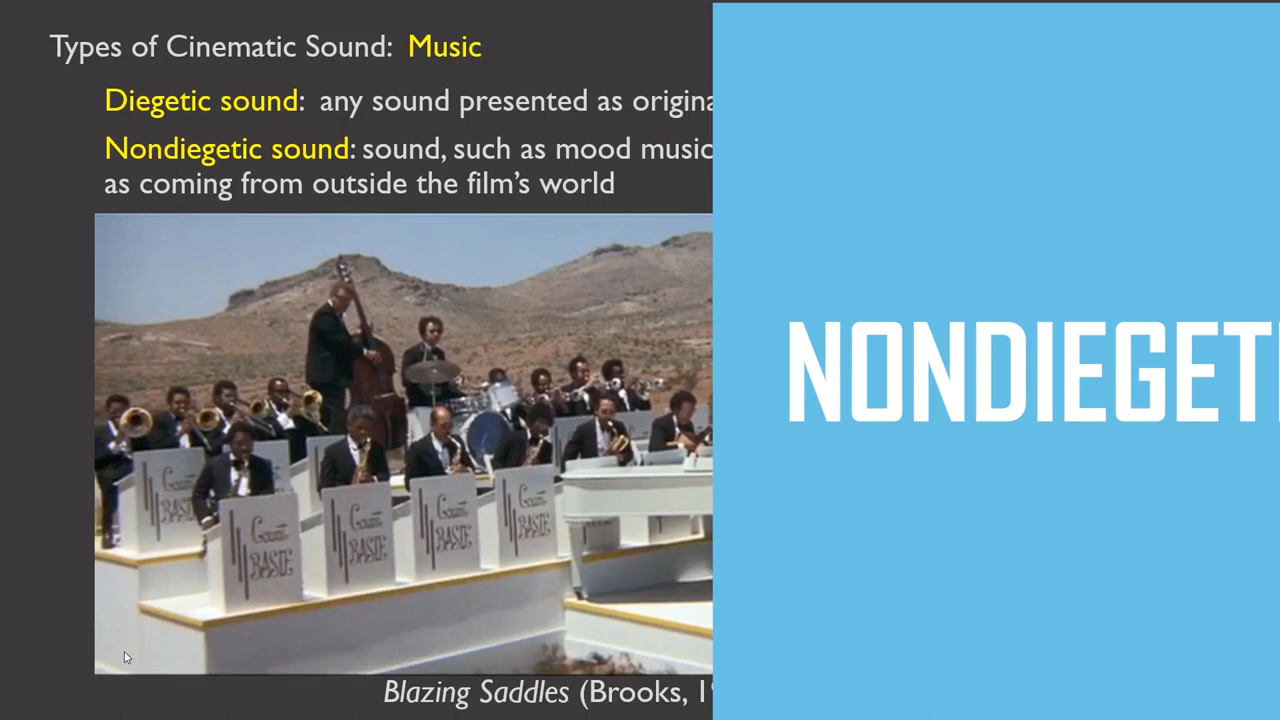 Types of Cinematic Sound: Music
Diegetic sound: any sound presented as origina
Nondiegetic sound: sound, such as mood music
as coming from outside the film's world
NONDIEGET
Count
BASIE
Count
BASIE
Count
BASIE
Count
BASIE
Count
BASIE
Blazing Saddles (Brooks, 1